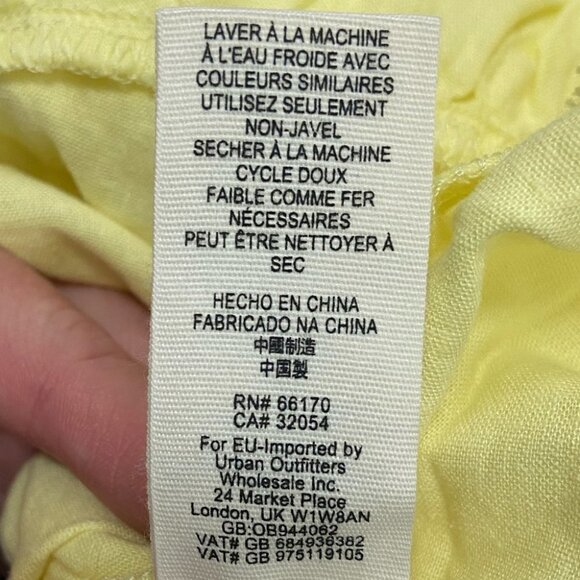 LAVER À LA MACHINE
À L'EAU FROIDE AVEC
COULEURS SIMILAIRES
UTILISEZ SEULEMENT
NON-JAVEL
SECHER À LA MACHINE
CYCLE DOUX
FAIBLE COMME FER
NÉCESSAIRES
PEUT ÊTRE NETTOYER À
SEC
HECHO EN CHINA
FABRICADO NA CHINA
中國制造
中国製
RN# 66170
CA# 32054
For EU-Imported by
Urban Outfitters
Wholesale Inc.
24 Market Place
London, UK W1W8AN
GB:OB944062
VAT# GB 684936382
VAT# GB 975119105